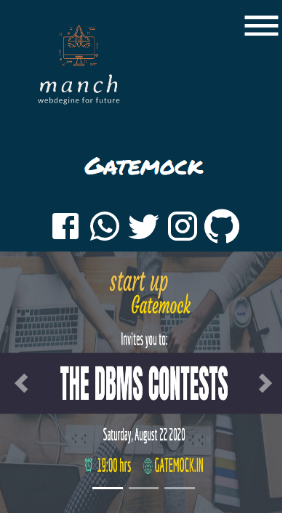 manch
webdegine for future
Gatemock
start up
Gatemock
Invites you to:
THE DBMS CONTESTS
Saturday, August 22 2020
19:00 hrs GATEMOCK.IN